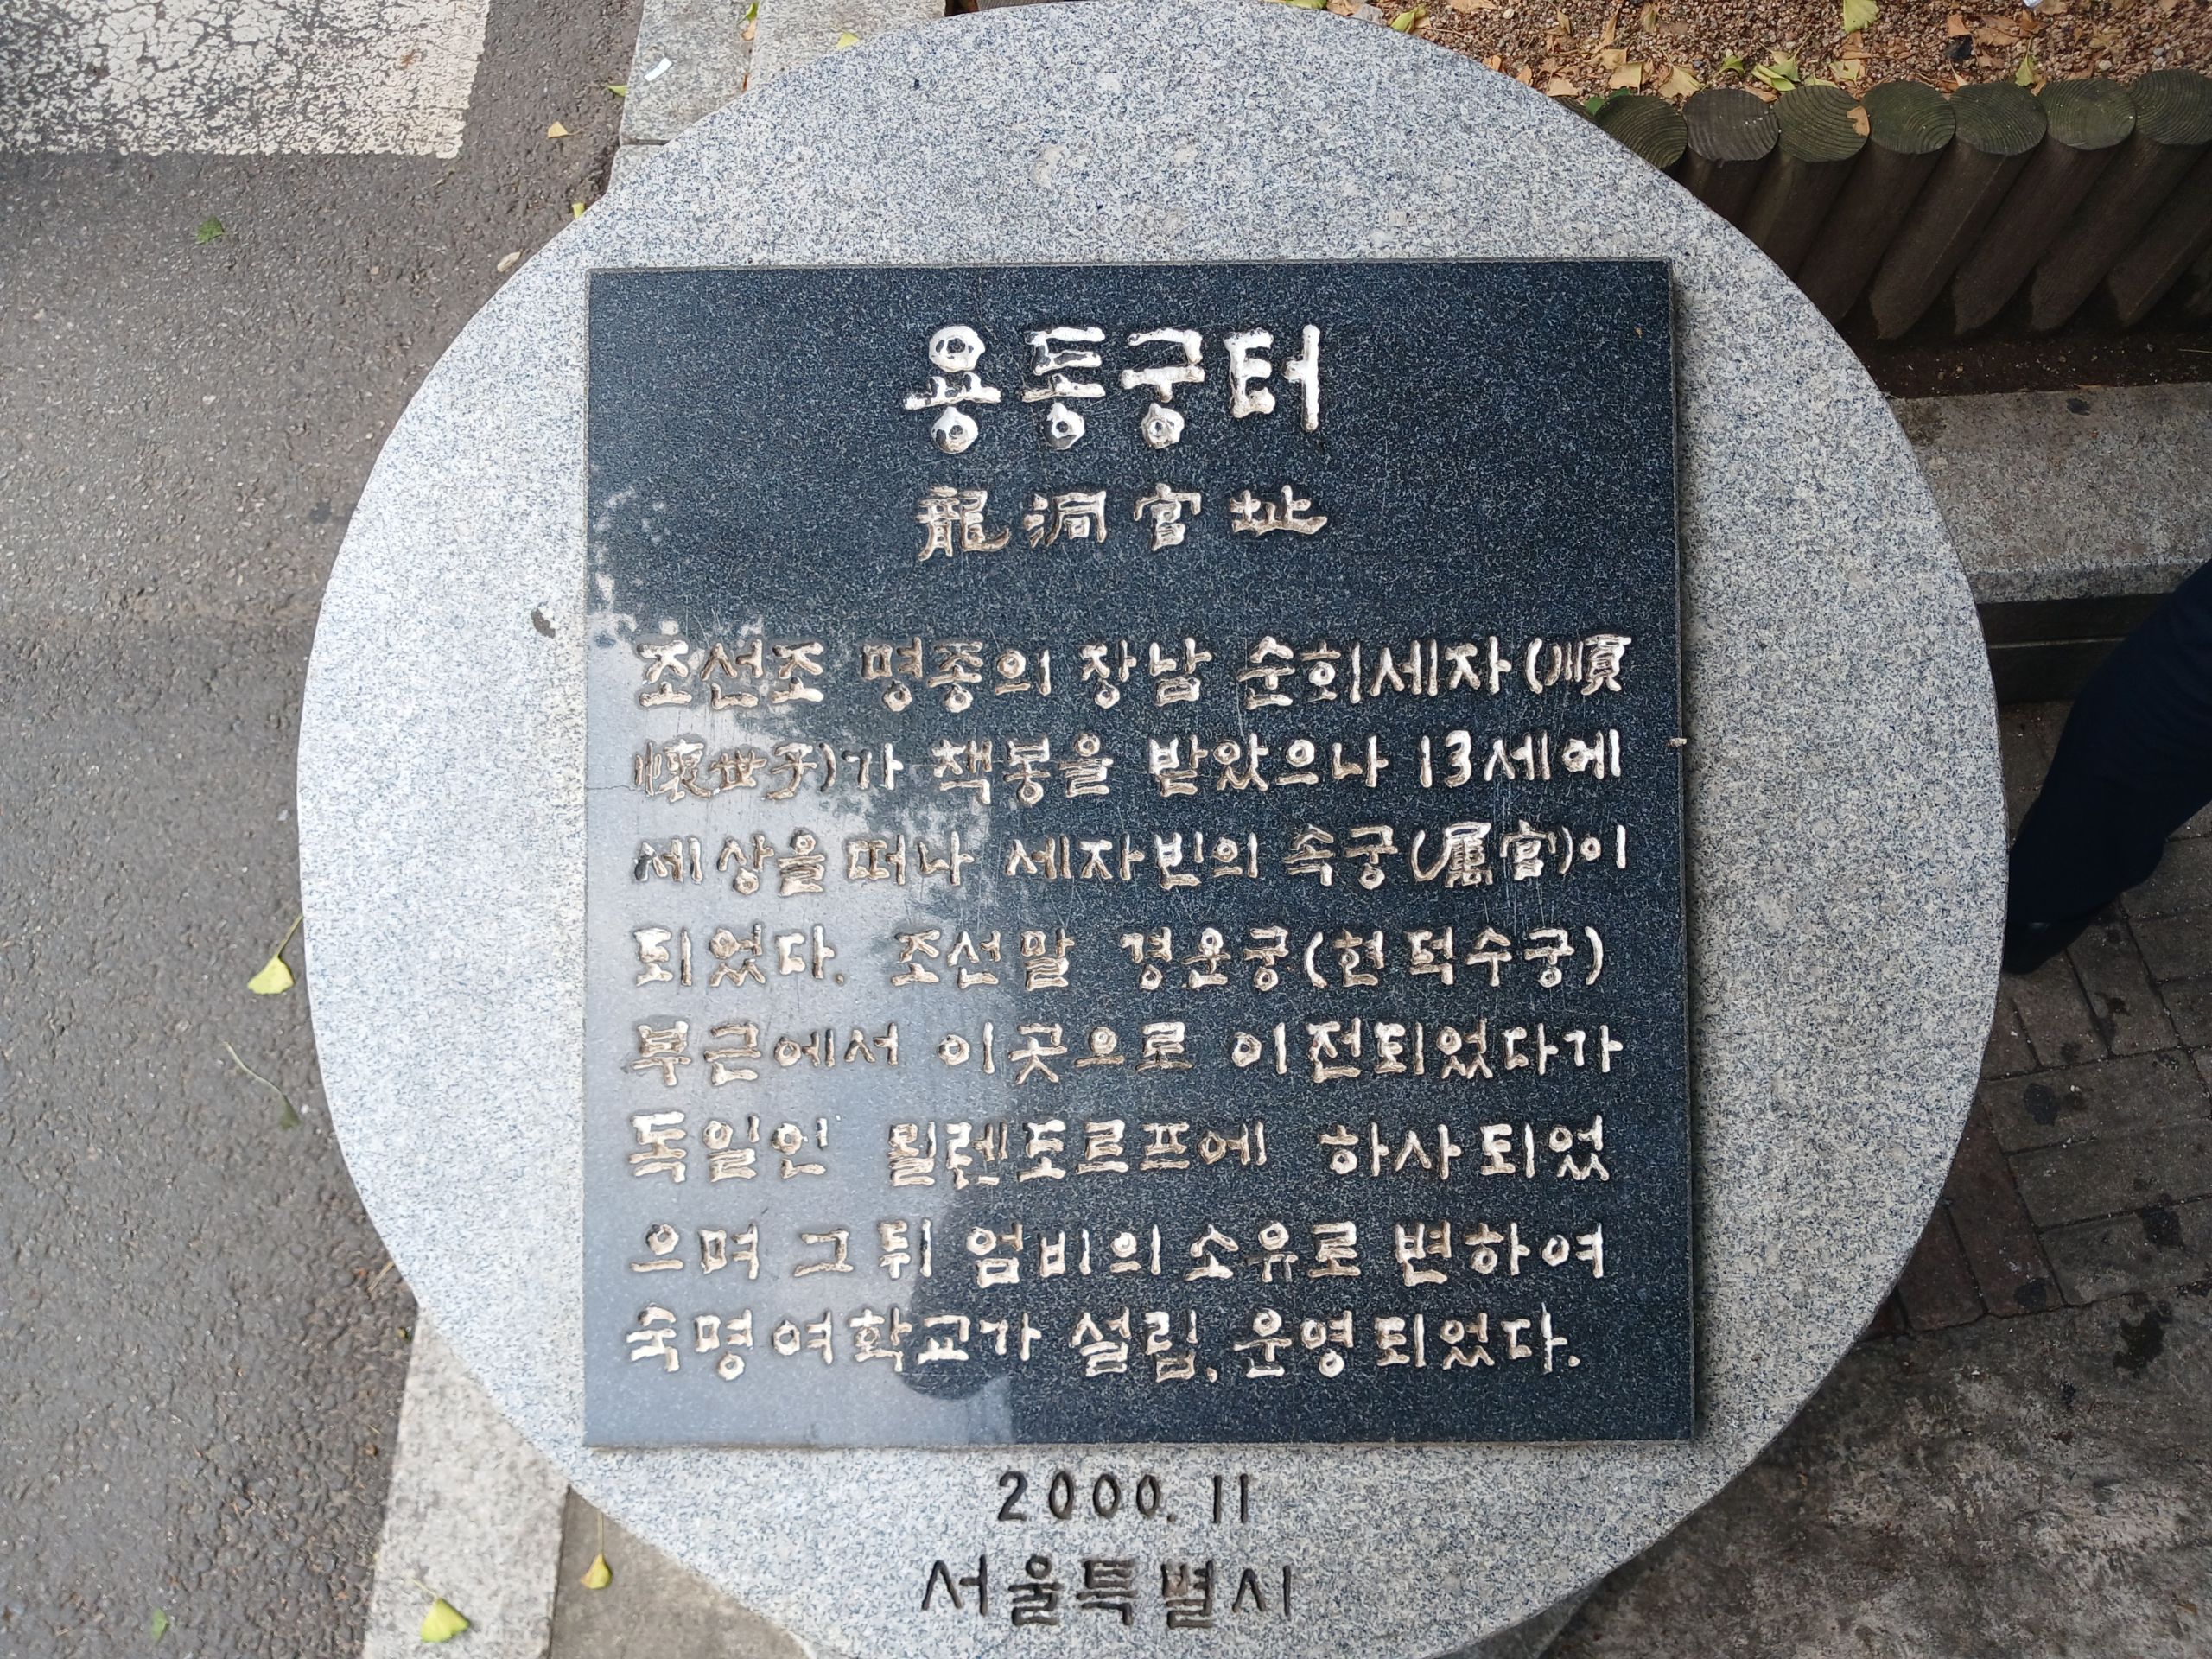 용동궁터
龍洞宮址
조선조 명종의 장남 순회세자(順
懷世子)가 책봉을 받았으나 13세에
세상을 떠나 세자빈의 속궁(屬宮)이
되었다. 조선말 경운궁(현덕수궁)
부근에서 이곳으로 이전되었다가
독일인 뮐렌도르프에 하사되었
으며 그 뒤 엄비의 소유로 변하여
숙명여학교가 설립, 운영되었다.
2000. 11
서울특별시